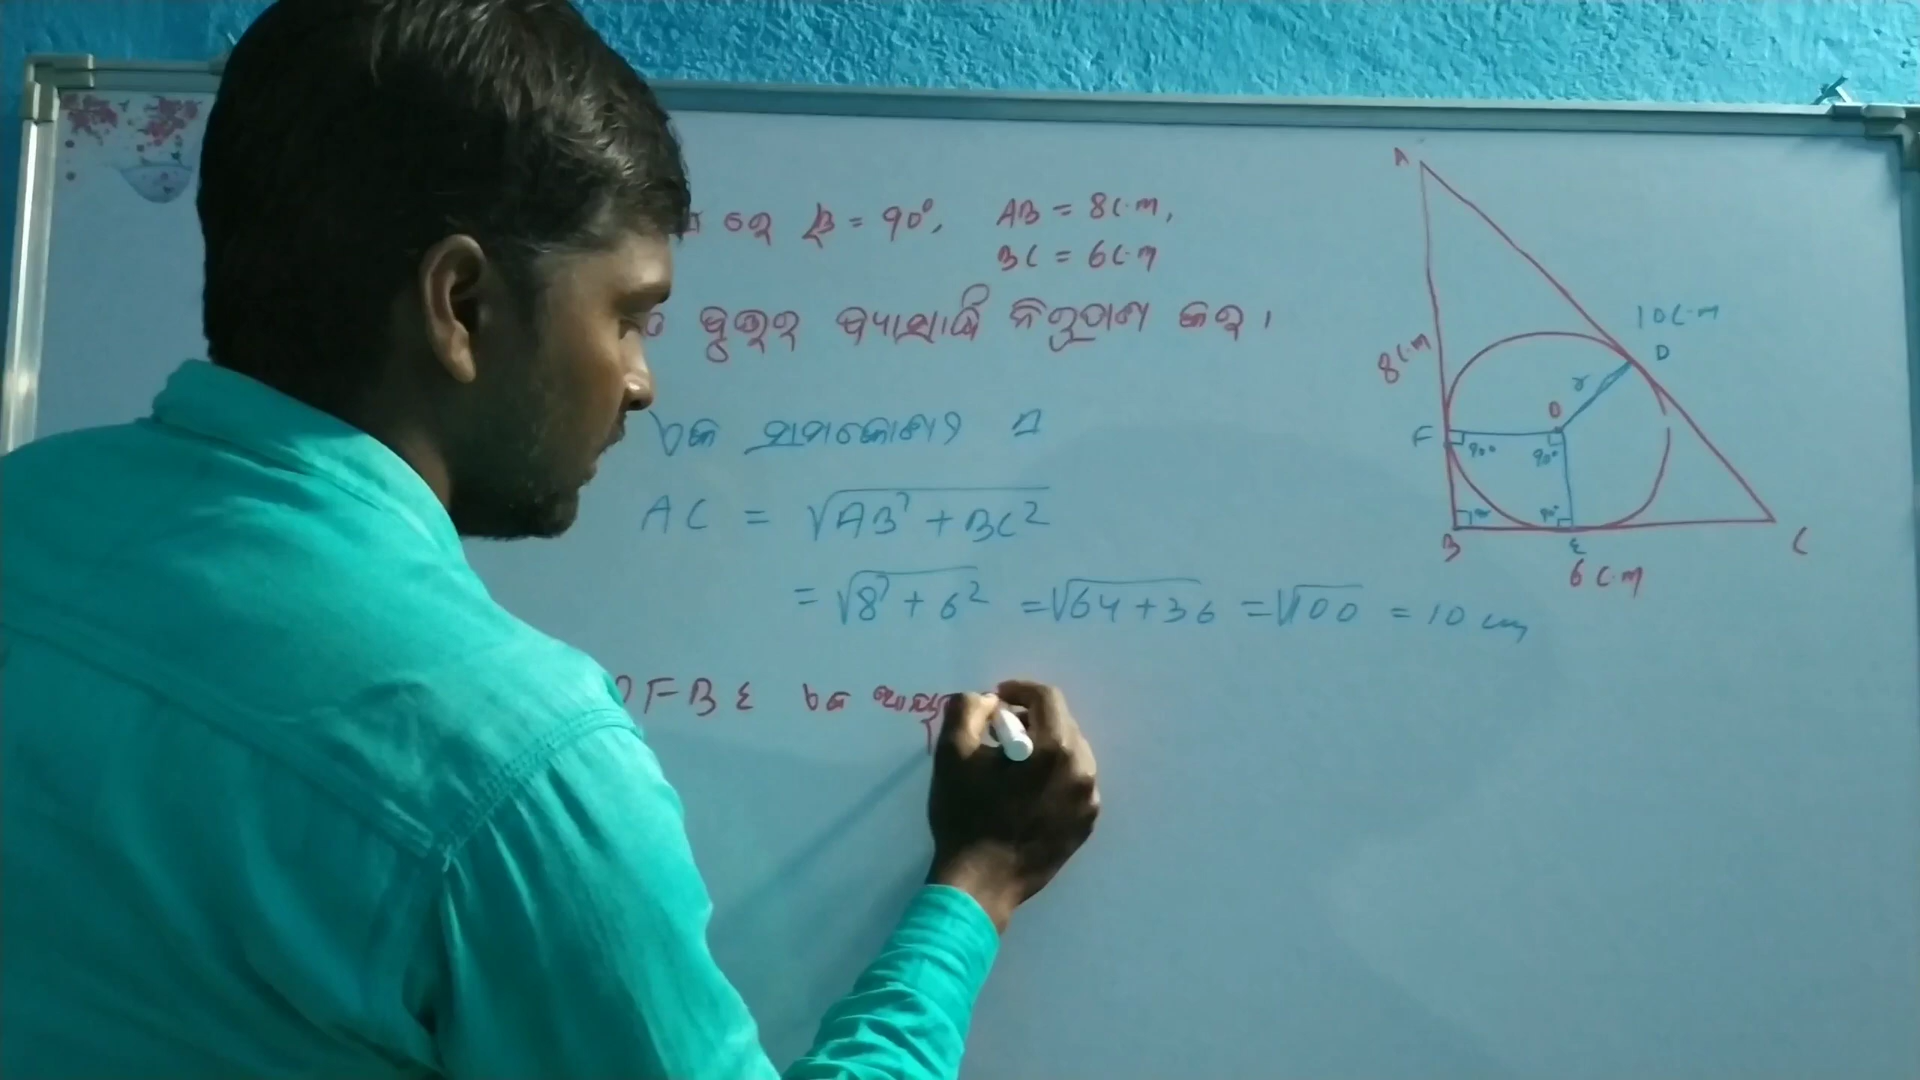 ରେ ∠B = 90°, AB = 8C.m,
BC = 6C.m
ବୃତ୍ତର ବ୍ୟାସାର୍ଦ୍ଧ ନିରୂପଣ କର ।
ଏକ ସମକୋଣୀ Δ
AC = √AB² + BC²
= √8² + 6² = √64 + 36 = √100 = 10 cm
FBE ଏକ
A
10C.m
D
8C.m
r
O
F
90°
90°
90°
B
E
C
6C.m